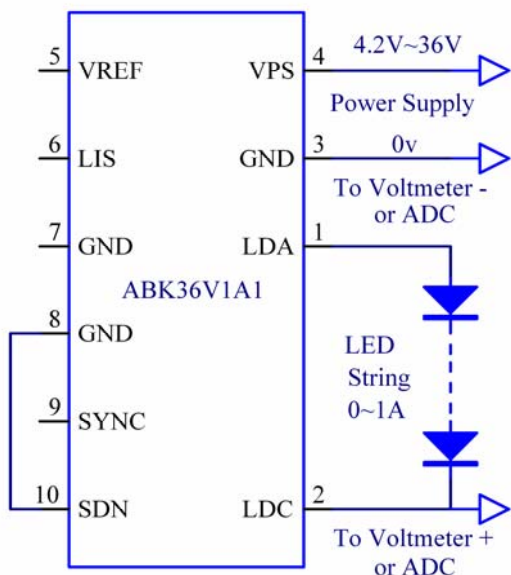 5
VREF
VPS
4
4.2V~36V
Power Supply
6
LIS
GND
3
0v
To Voltmeter -
or ADC
7
GND
LDA
1
ABK36V1A1
8
GND
LED
String
0~1A
9
SYNC
10
SDN
LDC
2
To Voltmeter +
or ADC